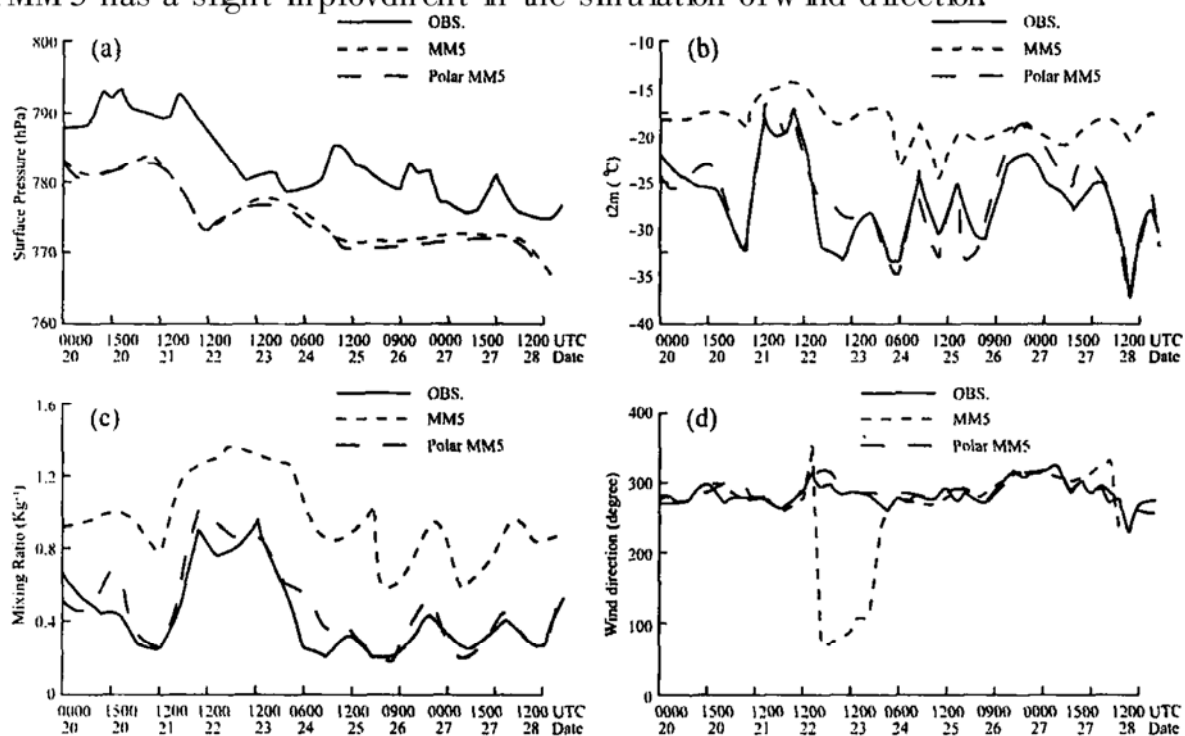 MM5 has a slight
in the simulation of wind direction
(a)
OBS.
MM5
Polar MM5
Surface Pressure (hPa)
800
790
780
770
760
0000 1500 1200 1200 1200 0600 1200 0900 0000 1500 1200 UTC
20 20 21 22 23 24 25 26 27 27 28 Date
(b)
OBS.
MM5
Polar MM5
t2m (℃)
-10
-15
-20
-25
-30
-35
-40
0000 1500 1200 1200 1200 0600 1200 0900 0000 1500 1200 UTC
20 20 21 22 23 24 25 26 27 27 28 Date
(c)
OBS.
MM5
Polar MM5
Mixing Ratio (Kg⁻¹)
1.6
1.2
0.8
0.4
0
0000 1500 1200 1200 1200 0600 1200 0900 0000 1500 1200 UTC
20 20 21 22 23 24 25 26 27 27 28 Date
(d)
OBS.
MM5
Polar MM5
Wind direction (degree)
400
300
200
100
0
0000 1500 1200 1200 1200 0600 1200 0900 0000 1500 1200 UTC
20 20 21 22 23 24 25 26 27 27 28 Date